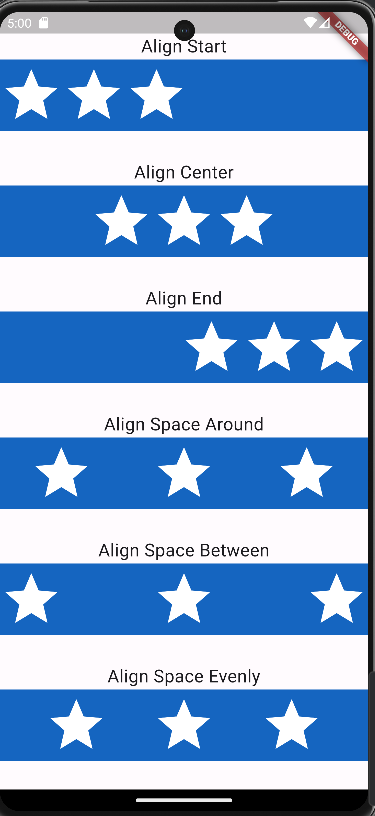 5:00
DEBUG
Align Start
Align Center
Align End
Align Space Around
Align Space Between
Align Space Evenly